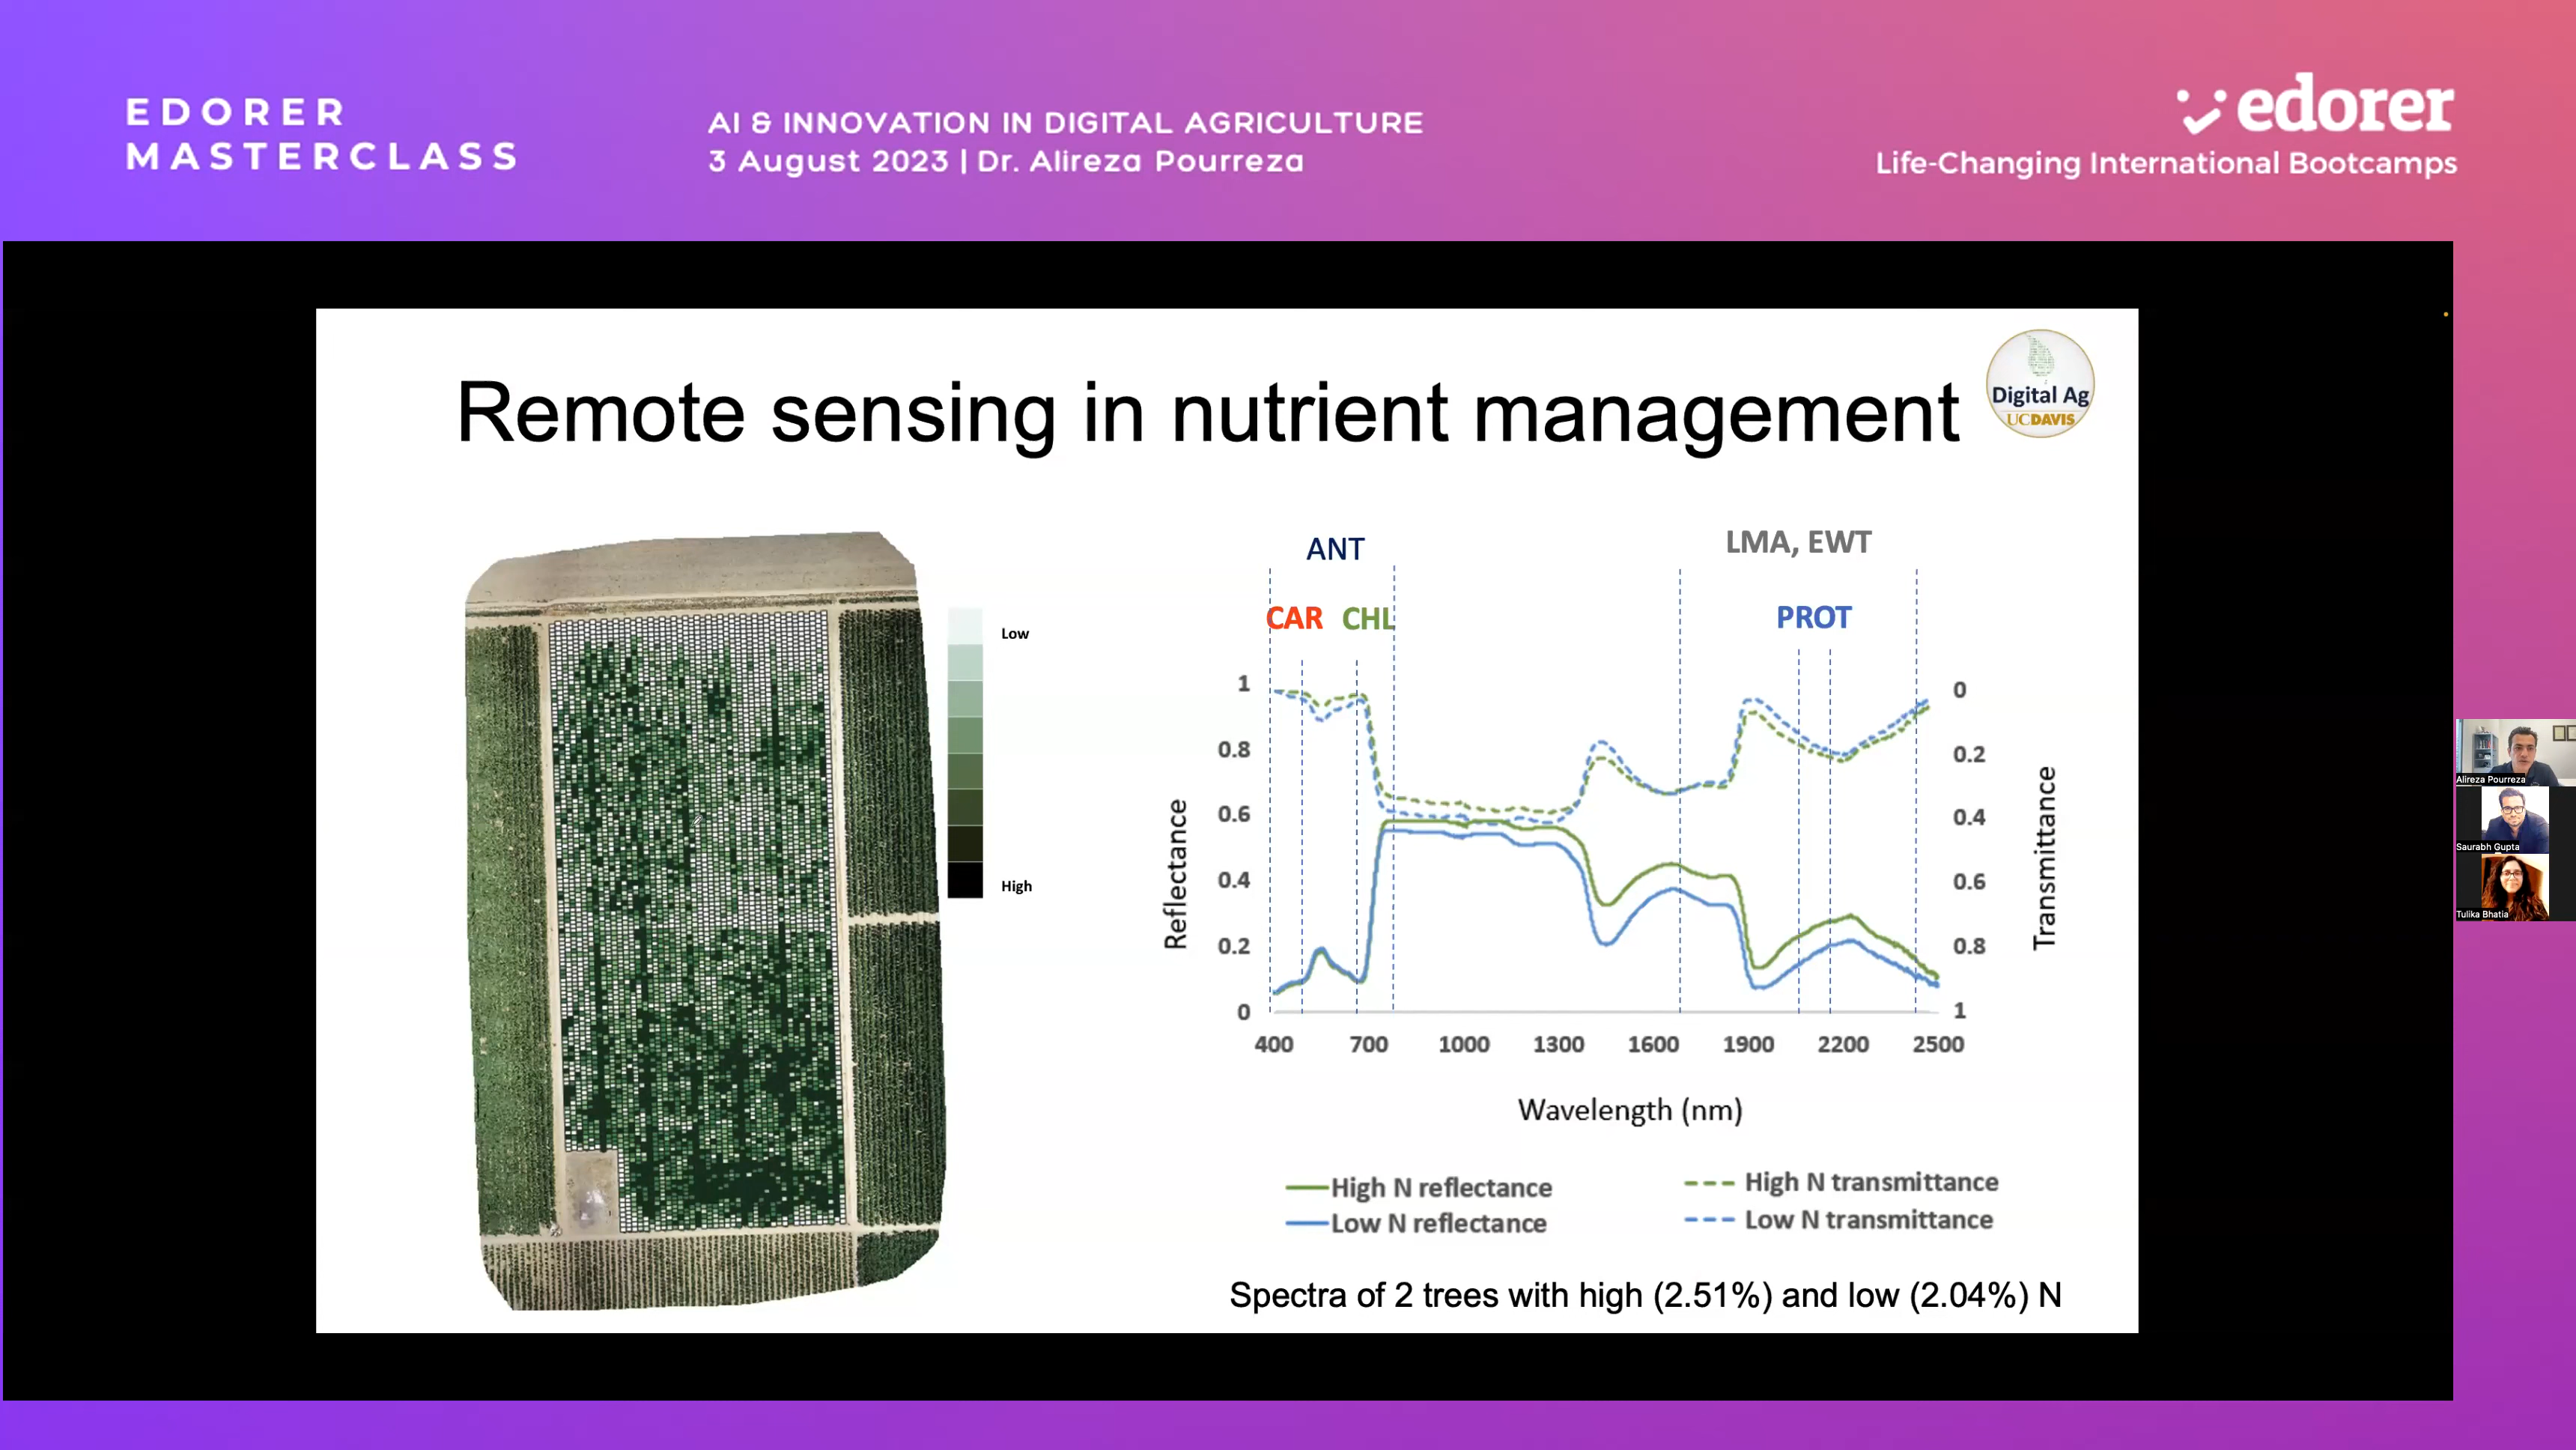 EDORER
MASTERCLASS
AI & INNOVATION IN DIGITAL AGRICULTURE
3 August 2023 | Dr. Alireza Pourreza
edorer
Life-Changing International Bootcamps
Remote sensing in nutrient management
Digital Ag
UCDAVIS
Low
High
ANT
LMA, EWT
CAR CHL
PROT
1
0.8
0.6
0.4
0.2
0
Reflectance
0
0.2
0.4
0.6
0.8
1
Transmittance
400 700 1000 1300 1600 1900 2200 2500
Wavelength (nm)
High N reflectance
Low N reflectance
High N transmittance
Low N transmittance
Spectra of 2 trees with high (2.51%) and low (2.04%) N
Alireza Pourreza
Saurabh Gupta
Tulika Bhatia